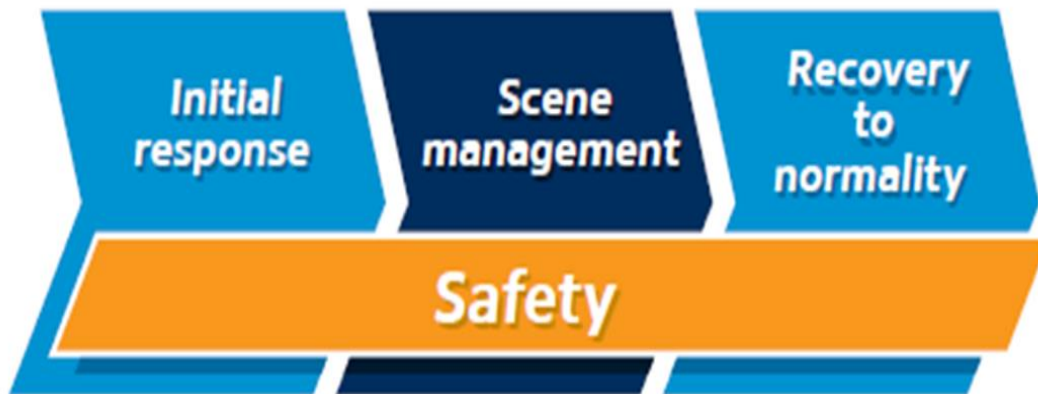 Initial
response
Scene
management
Recovery
to
normality
Safety